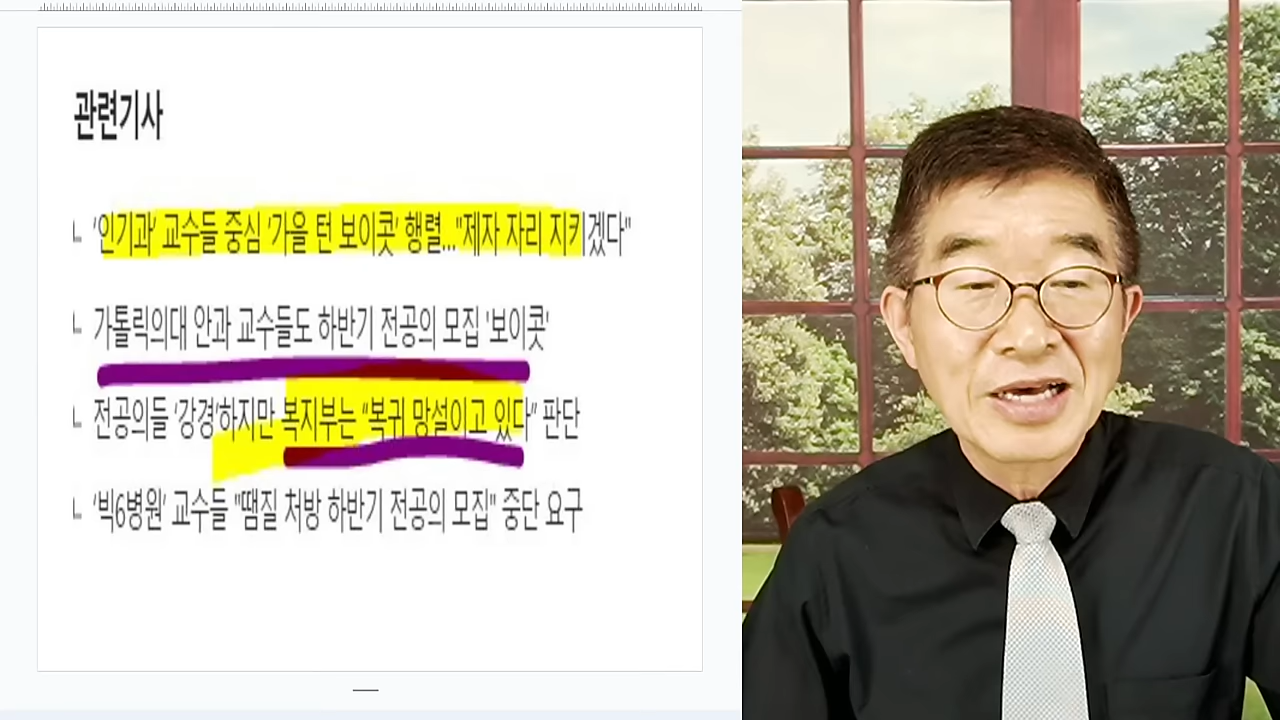 관련기사
ㄴ '인기과' 교수들 중심 '가을 턴 보이콧' 행렬..."제자 자리 지키겠다"
ㄴ 가톨릭의대 안과 교수들도 하반기 전공의 모집 '보이콧'
ㄴ 전공의들 '강경'하지만 복지부는 "복귀 망설이고 있다" 판단
ㄴ '빅6병원' 교수들 "땜질 처방 하반기 전공의 모집" 중단 요구